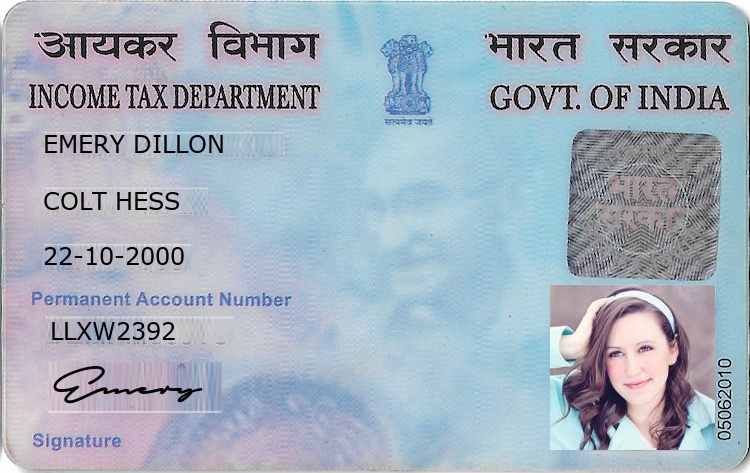 आयकर विभाग
भारत सरकार
INCOME TAX DEPARTMENT
GOVT. OF INDIA
सत्यमेव जयते
EMERY DILLON
भारत
सरकार
COLT HESS
22-10-2000
Permanent Account Number
LLXW2392
Emery
Signature
05062010